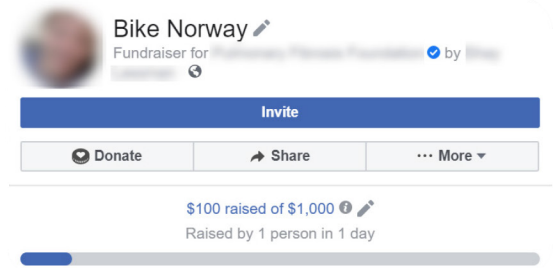 Bike Norway
Fundraiser for by
Invite
Donate Share ... More
$100 raised of $1,000
Raised by 1 person in 1 day